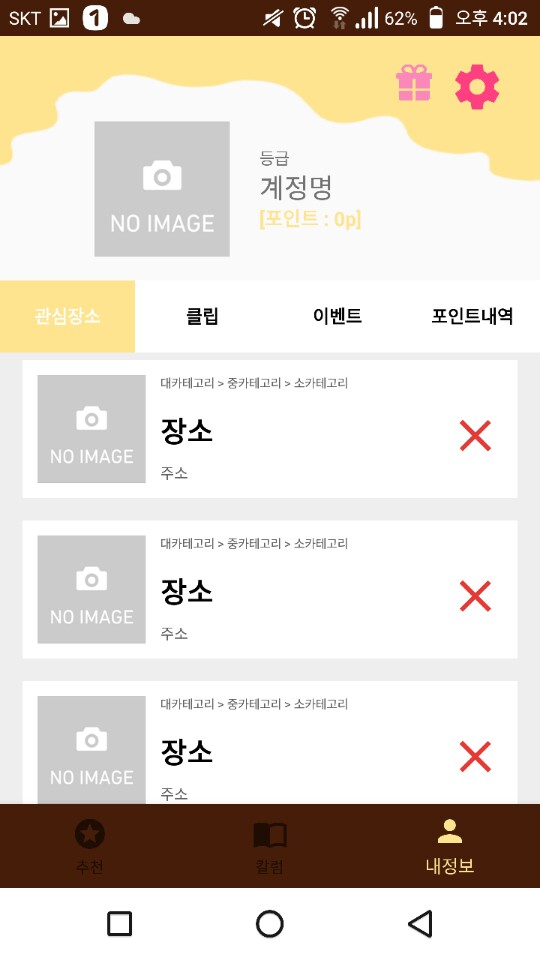 SKT 1 62% 오후 4:02
등급
계정명
[포인트 : 0p]
NO IMAGE
관심장소 클립 이벤트 포인트내역
대카테고리 > 중카테고리 > 소카테고리
장소
NO IMAGE
주소
대카테고리 > 중카테고리 > 소카테고리
장소
NO IMAGE
주소
대카테고리 > 중카테고리 > 소카테고리
장소
NO IMAGE
주소
추천 칼럼 내정보